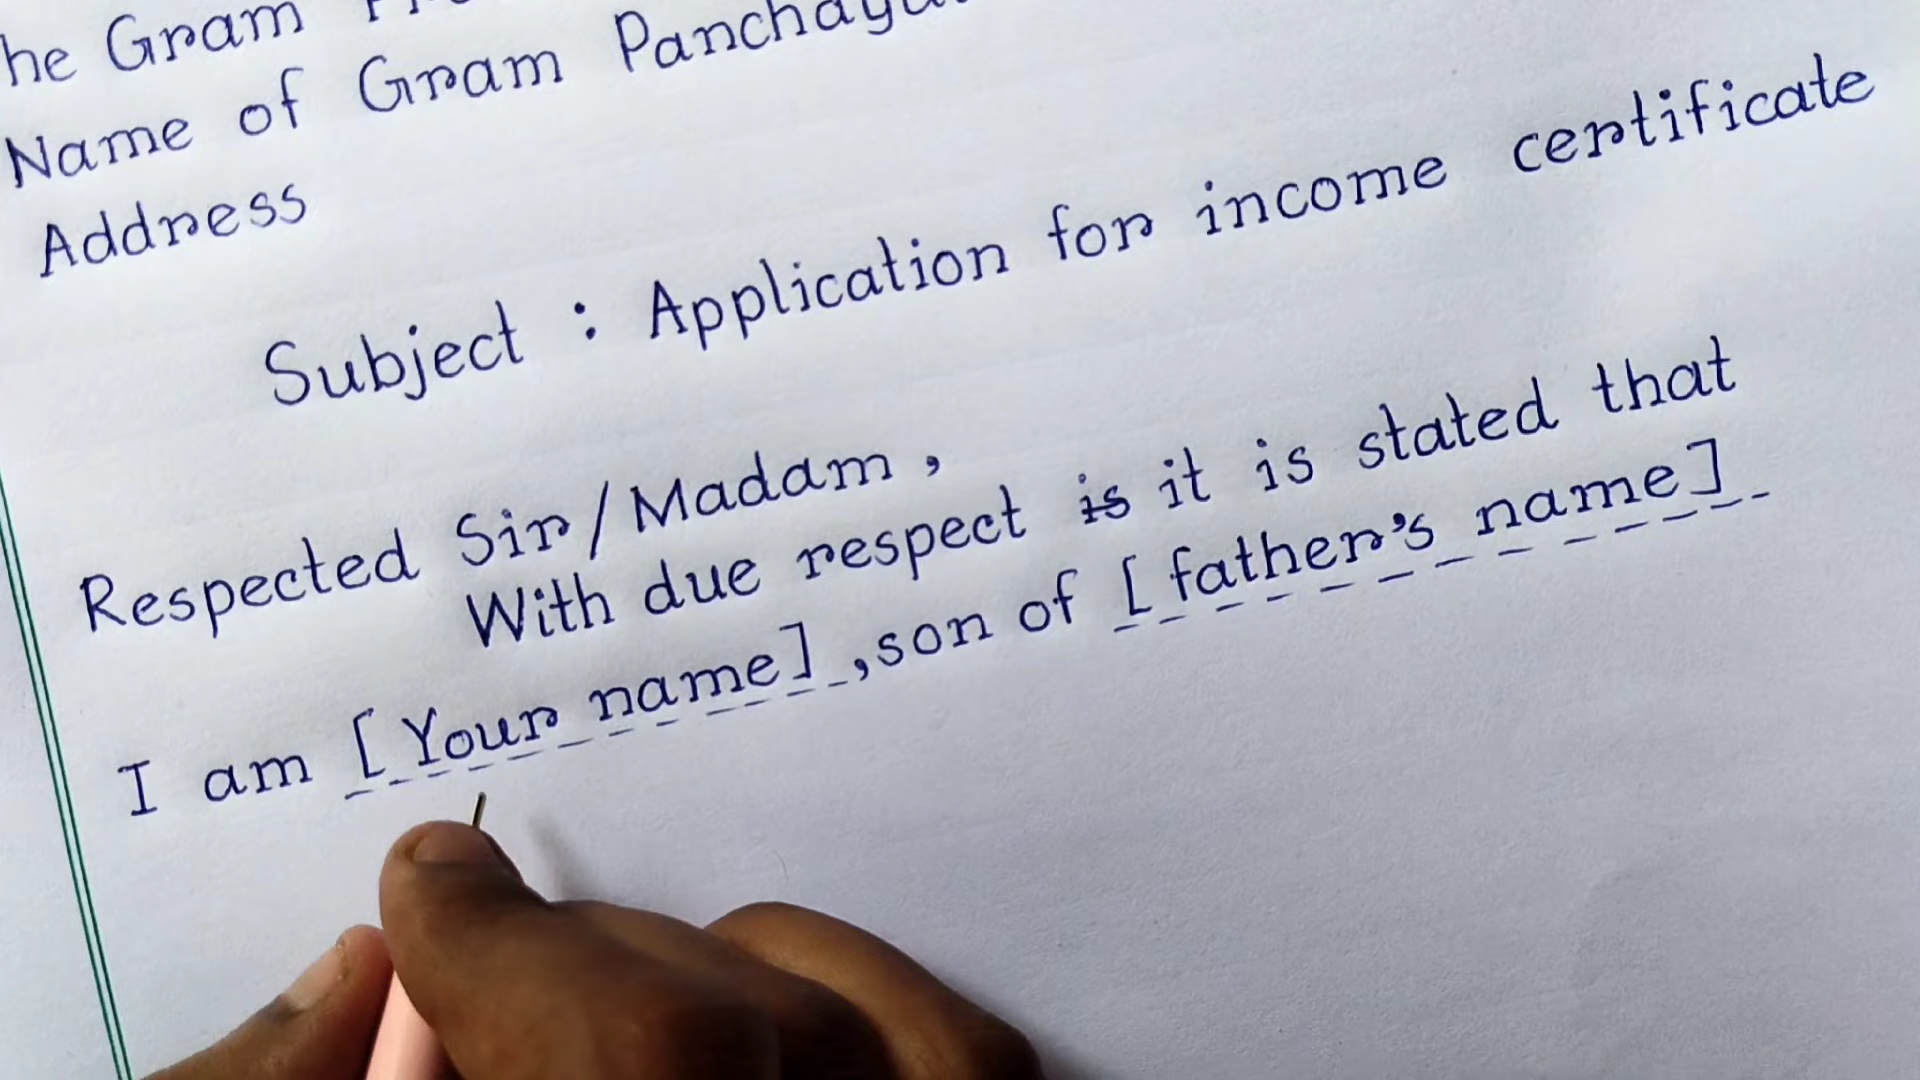 he Gram
Name of Gram
Address
Subject : Application for income certificate
Respected Sir/Madam,
With due respect is it is stated that
I am [Your name], son of [father's name]